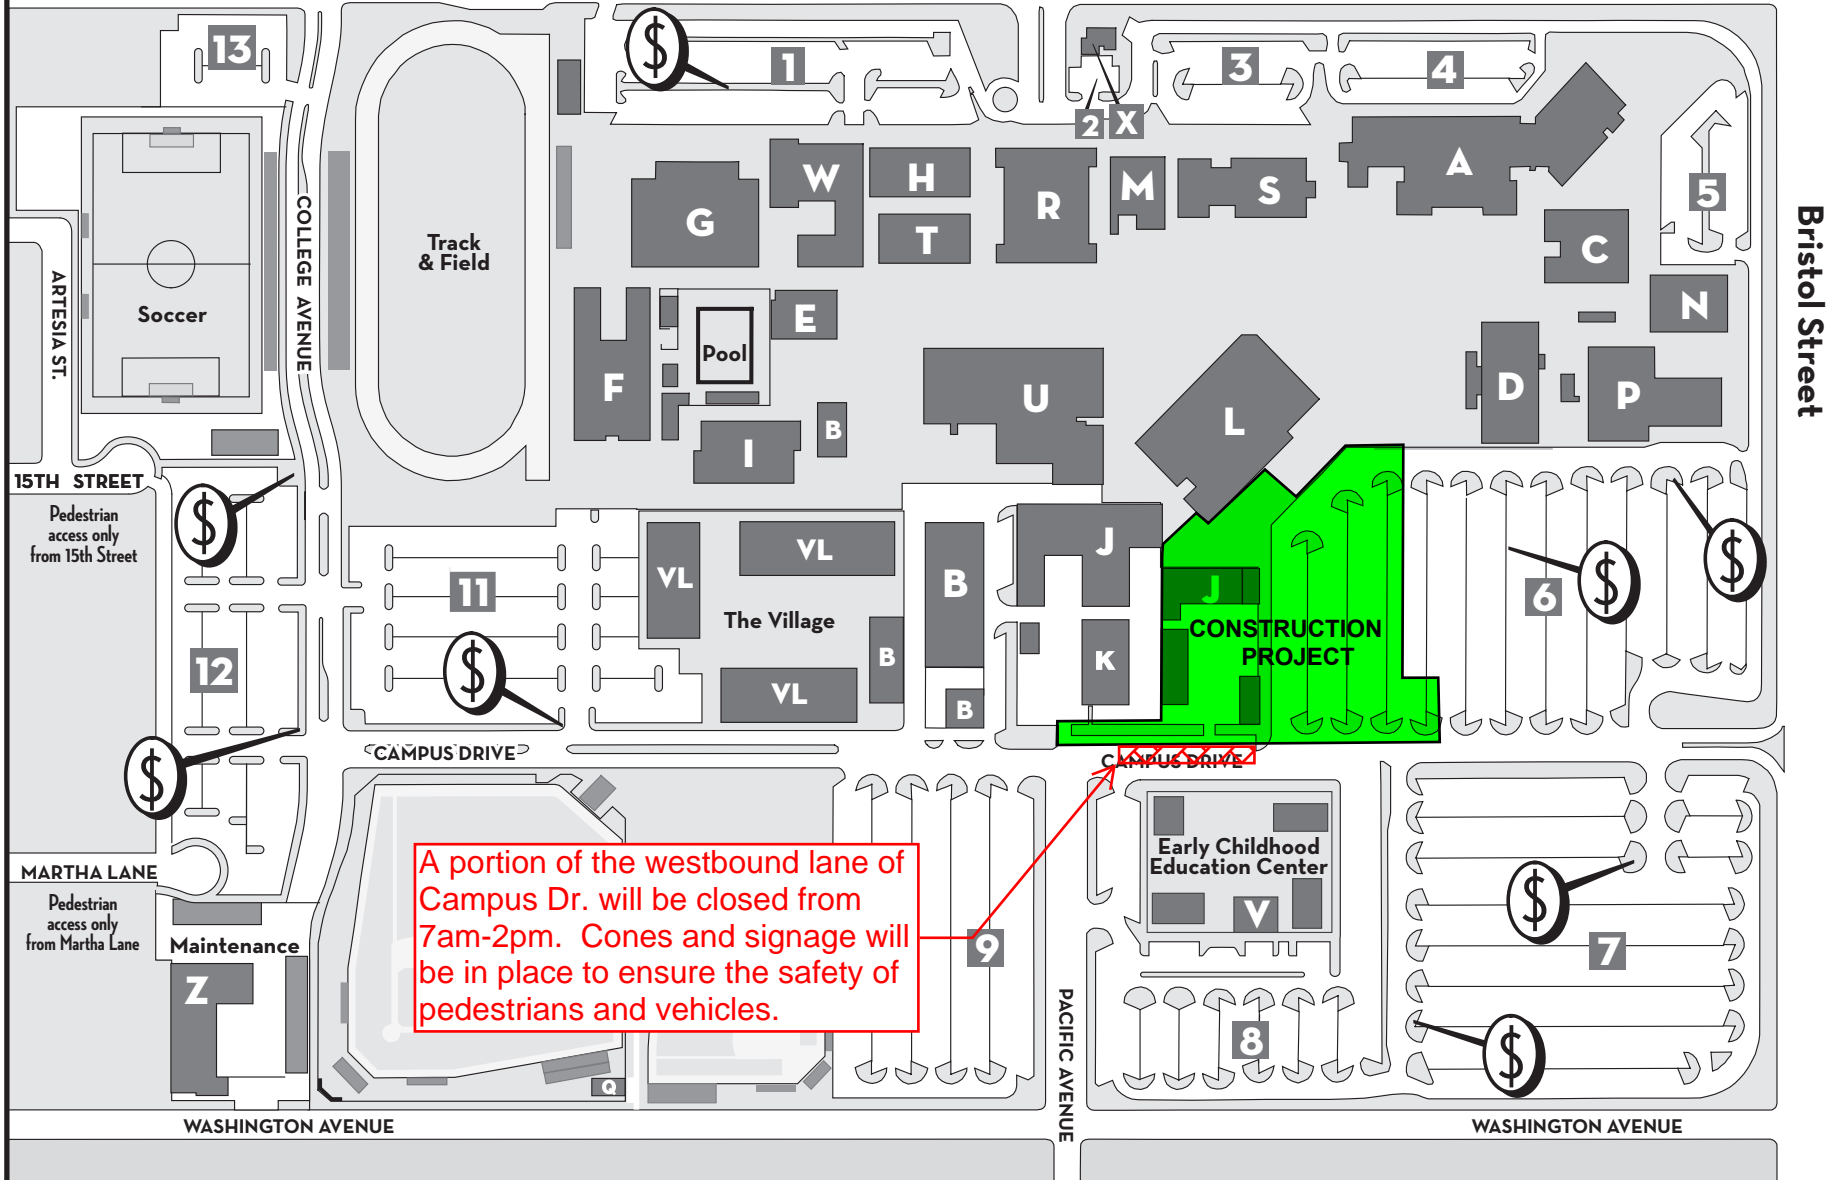 13
$
1
3
4
2
X
5
Bristol Street
COLLEGE AVENUE
ARTESIA ST.
Soccer
Track
& Field
G
W
H
T
R
M
S
A
C
N
E
Pool
F
I
B
U
L
D
P
15TH STREET
Pedestrian
access only
from 15th Street
$
11
VL
VL
The Village
VL
B
B
B
J
K
J
CONSTRUCTION
PROJECT
6
$
$
12
$
$
CAMPUS DRIVE
CAMPUS DRIVE
MARTHA LANE
Pedestrian
access only
from Martha Lane
Maintenance
Z
A portion of the westbound lane of
Campus Dr. will be closed from
7am-2pm.  Cones and signage will
be in place to ensure the safety of
pedestrians and vehicles.
9
Early Childhood
Education Center
V
8
$
7
$
Q
PACIFIC AVENUE
WASHINGTON AVENUE
WASHINGTON AVENUE